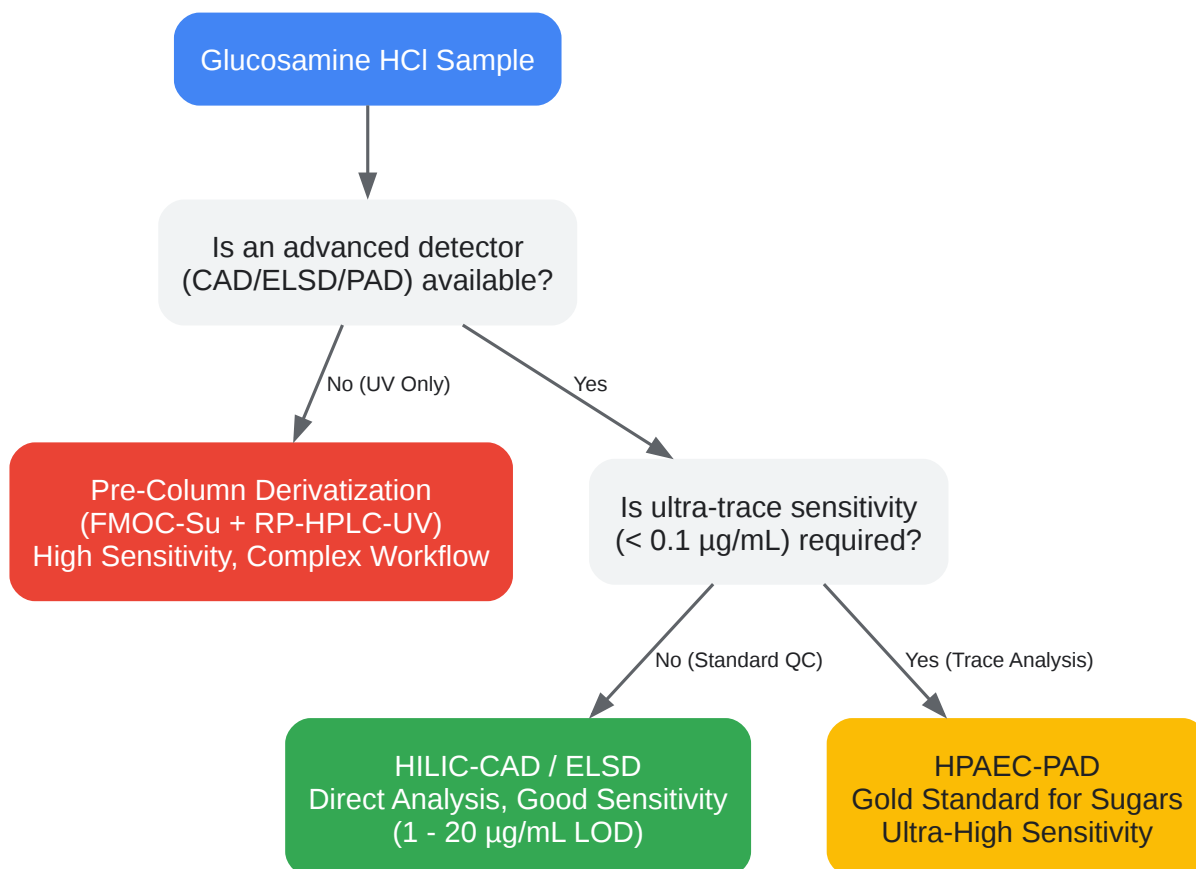 Glucosamine HCl Sample
Is an advanced detector
(CAD/ELSD/PAD) available?
No (UV Only)
Yes
Pre-Column Derivatization
(FMOC-Su + RP-HPLC-UV)
High Sensitivity, Complex Workflow
Is ultra-trace sensitivity
(< 0.1 µg/mL) required?
No (Standard QC)
Yes (Trace Analysis)
HILIC-CAD / ELSD
Direct Analysis, Good Sensitivity
(1 - 20 µg/mL LOD)
HPAEC-PAD
Gold Standard for Sugars
Ultra-High Sensitivity